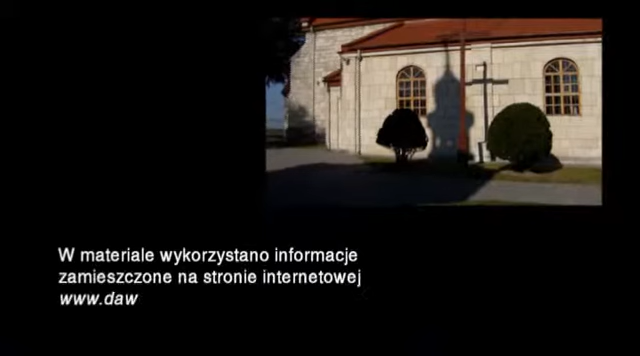 W materiale wykorzystano informacje
zamieszczone na stronie internetowej
www.daw